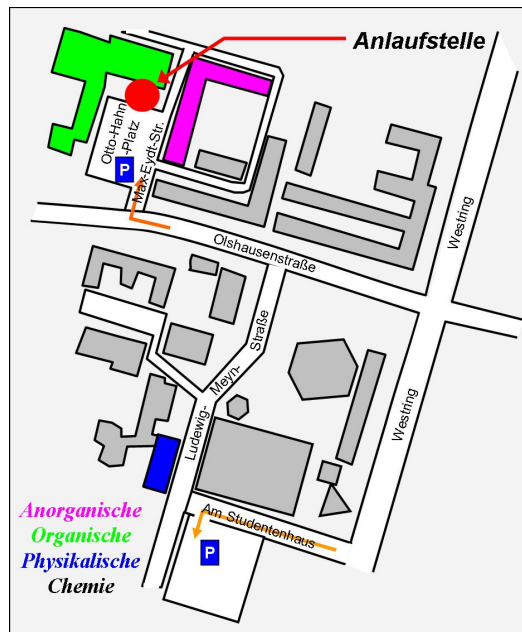 Anlaufstelle
Otto-Hahn
-Platz
Max-Eydt-Str.
P
Olshausenstraße
Westring
Ludewig-
Meyn-
Straße
Westring
Am Studentenhaus
P
Anorganische
Organische
Physikalische
Chemie